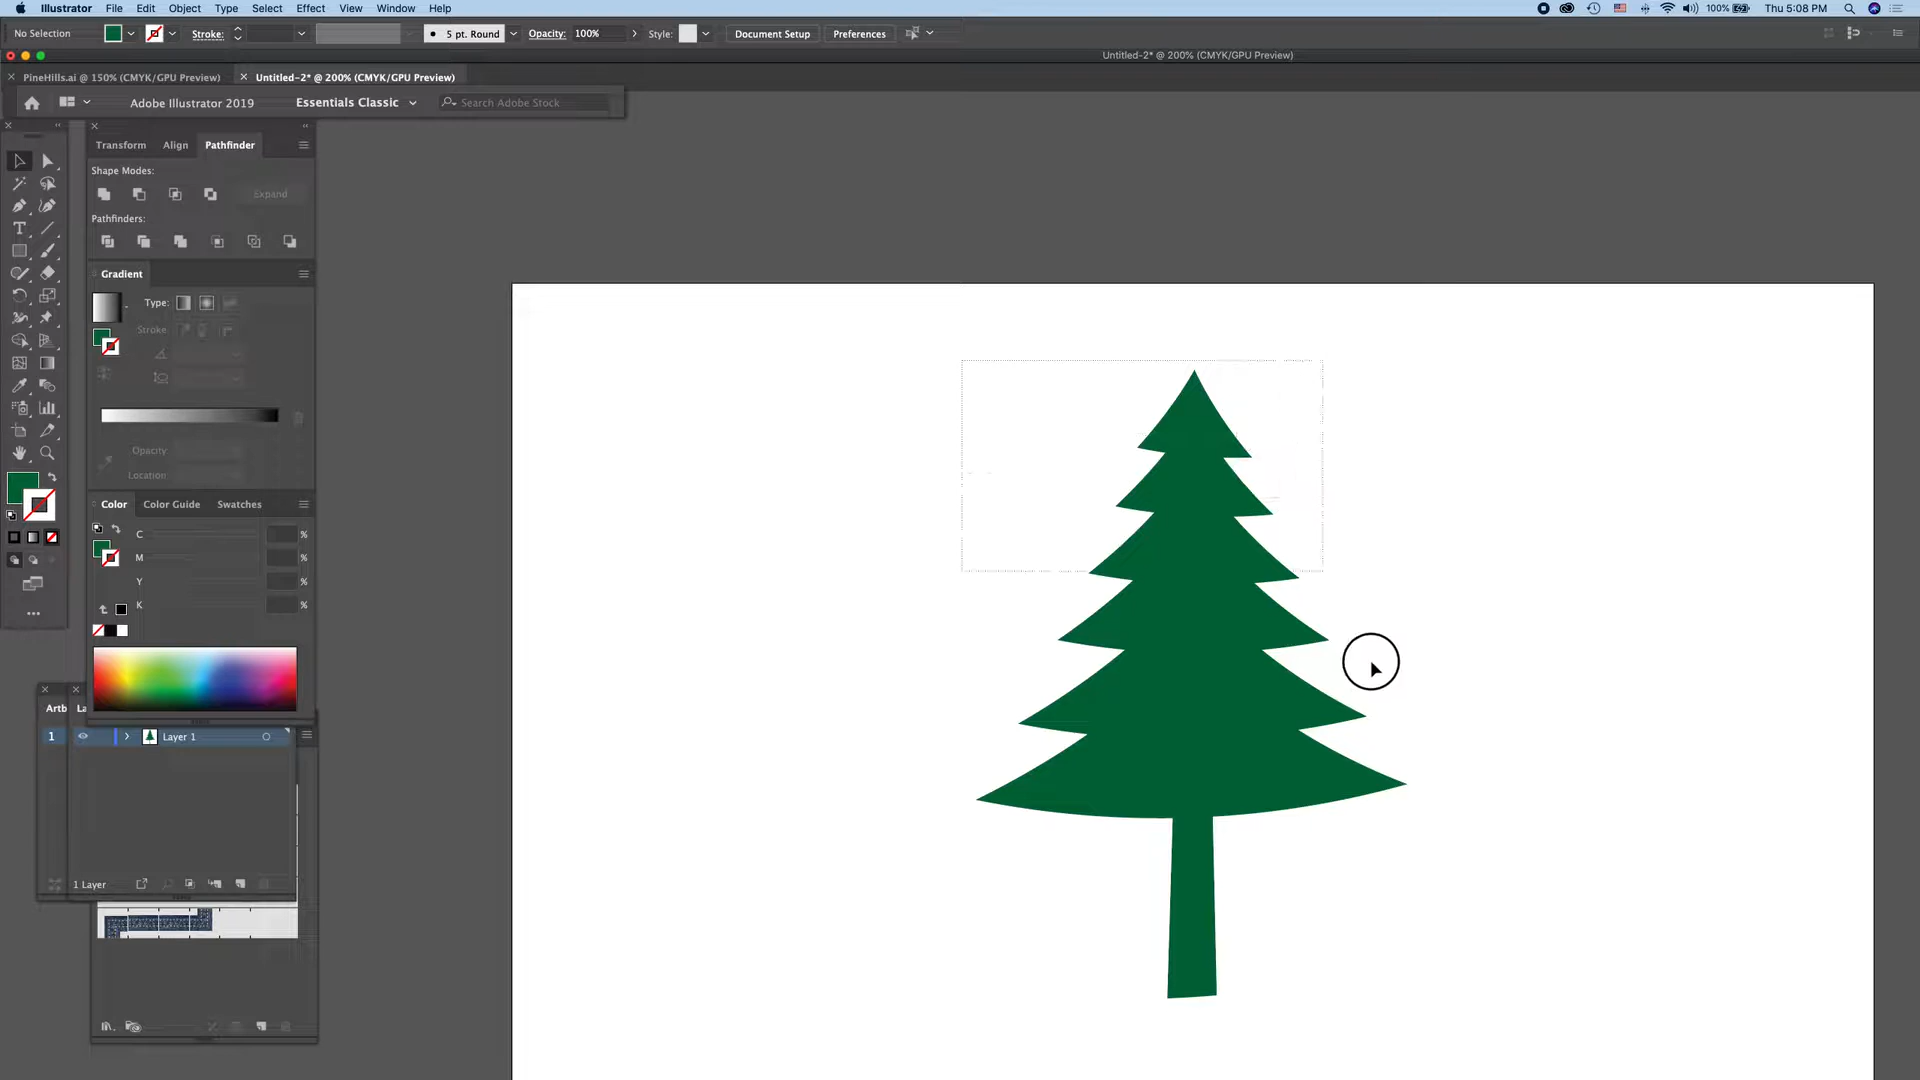 Illustrator File Edit Object Type Select Effect View Window Help 100% Thu 5:08 PM
No Selection Stroke: 5 pt. Round Opacity: 100% Style: Document Setup Preferences
Untitled-2* @ 200% (CMYK/GPU Preview)
PineHills.ai @ 150% (CMYK/GPU Preview) Untitled-2* @ 200% (CMYK/GPU Preview)
Adobe Illustrator 2019 Essentials Classic Search Adobe Stock
Transform Align Pathfinder
Shape Modes:
Expand
Pathfinders:
Gradient
Type:
Stroke
Opacity:
Location:
Color Color Guide Swatches
C %
M %
Y %
K %
Artb La
1 Layer 1
1 Layer